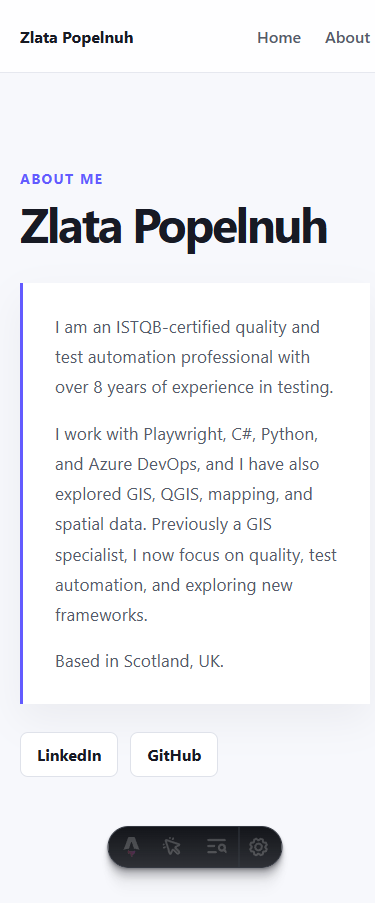 Zlata Popelnuh
Home About
ABOUT ME
Zlata Popelnuh
I am an ISTQB-certified quality and
test automation professional with
over 8 years of experience in testing.
I work with Playwright, C#, Python,
and Azure DevOps, and I have also
explored GIS, QGIS, mapping, and
spatial data. Previously a GIS
specialist, I now focus on quality, test
automation, and exploring new
frameworks.
Based in Scotland, UK.
LinkedIn GitHub